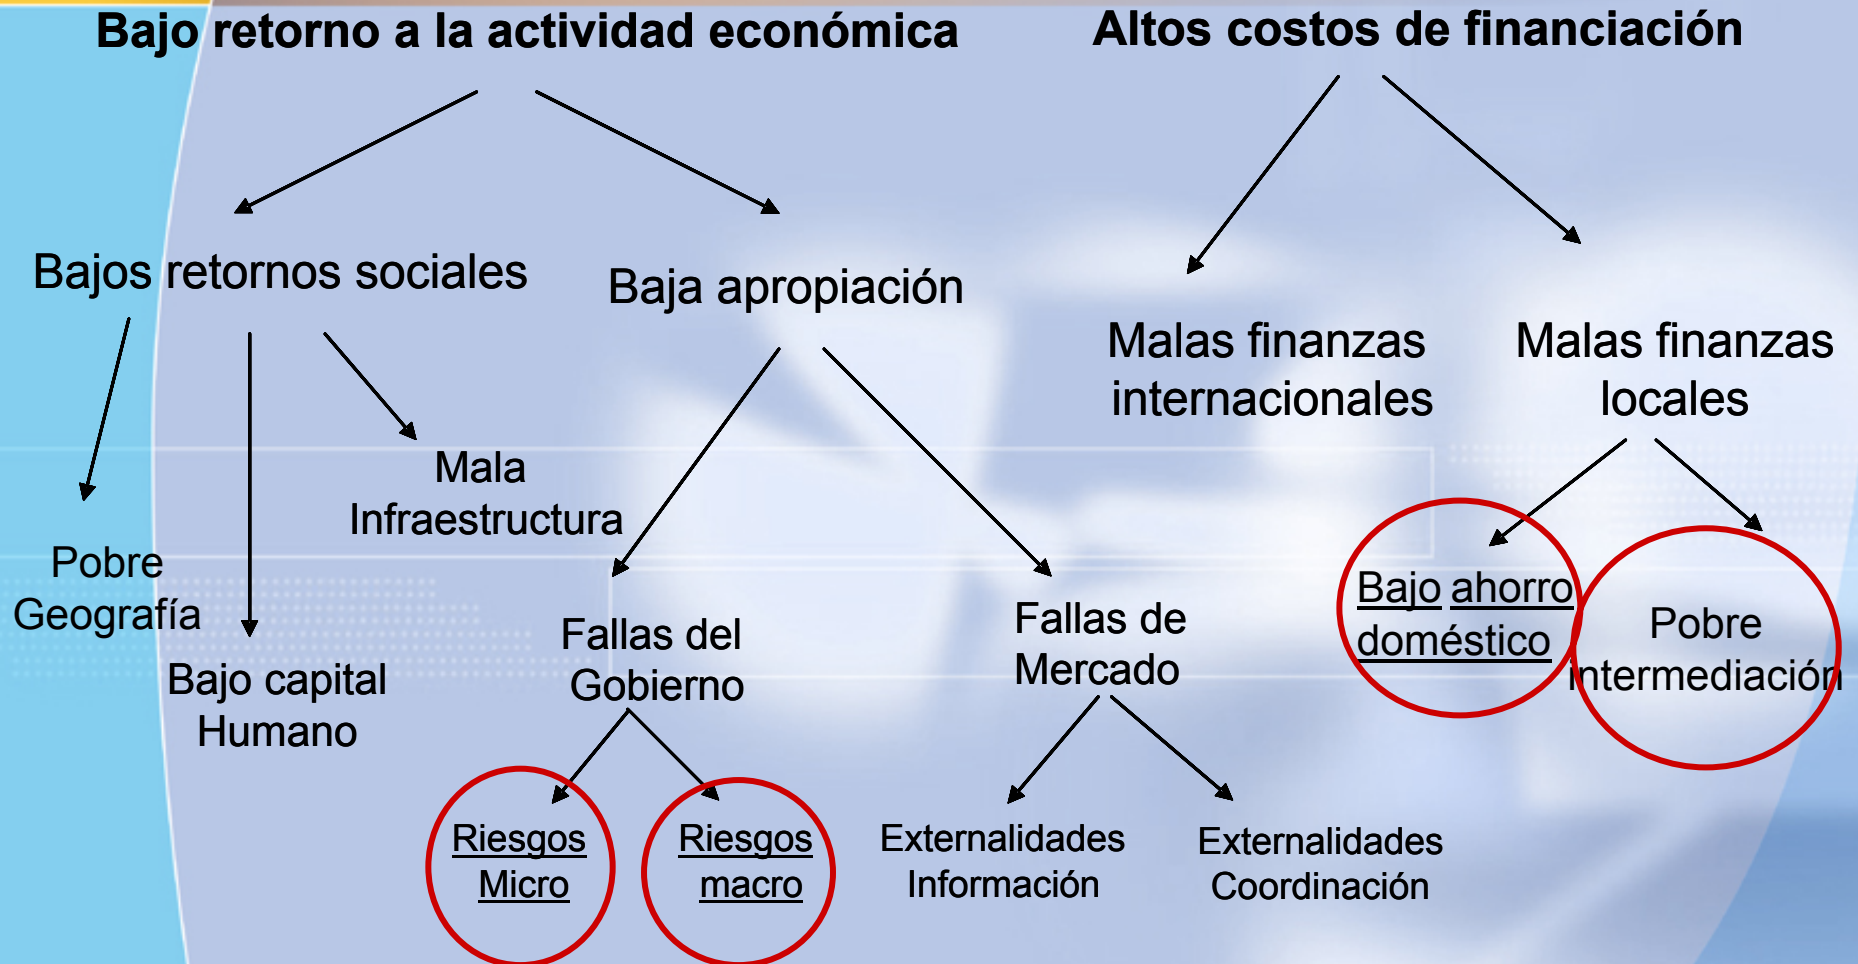 Bajo retorno a la actividad económica
Altos costos de financiación
Bajos retornos sociales
Baja apropiación
Malas finanzas
internacionales
Malas finanzas
locales
Mala
Infraestructura
Pobre
Geografía
Bajo capital
Humano
Fallas del
Gobierno
Fallas de
Mercado
Bajo ahorro
doméstico
Pobre
intermediación
Riesgos
Micro
Riesgos
macro
Externalidades
Información
Externalidades
Coordinación